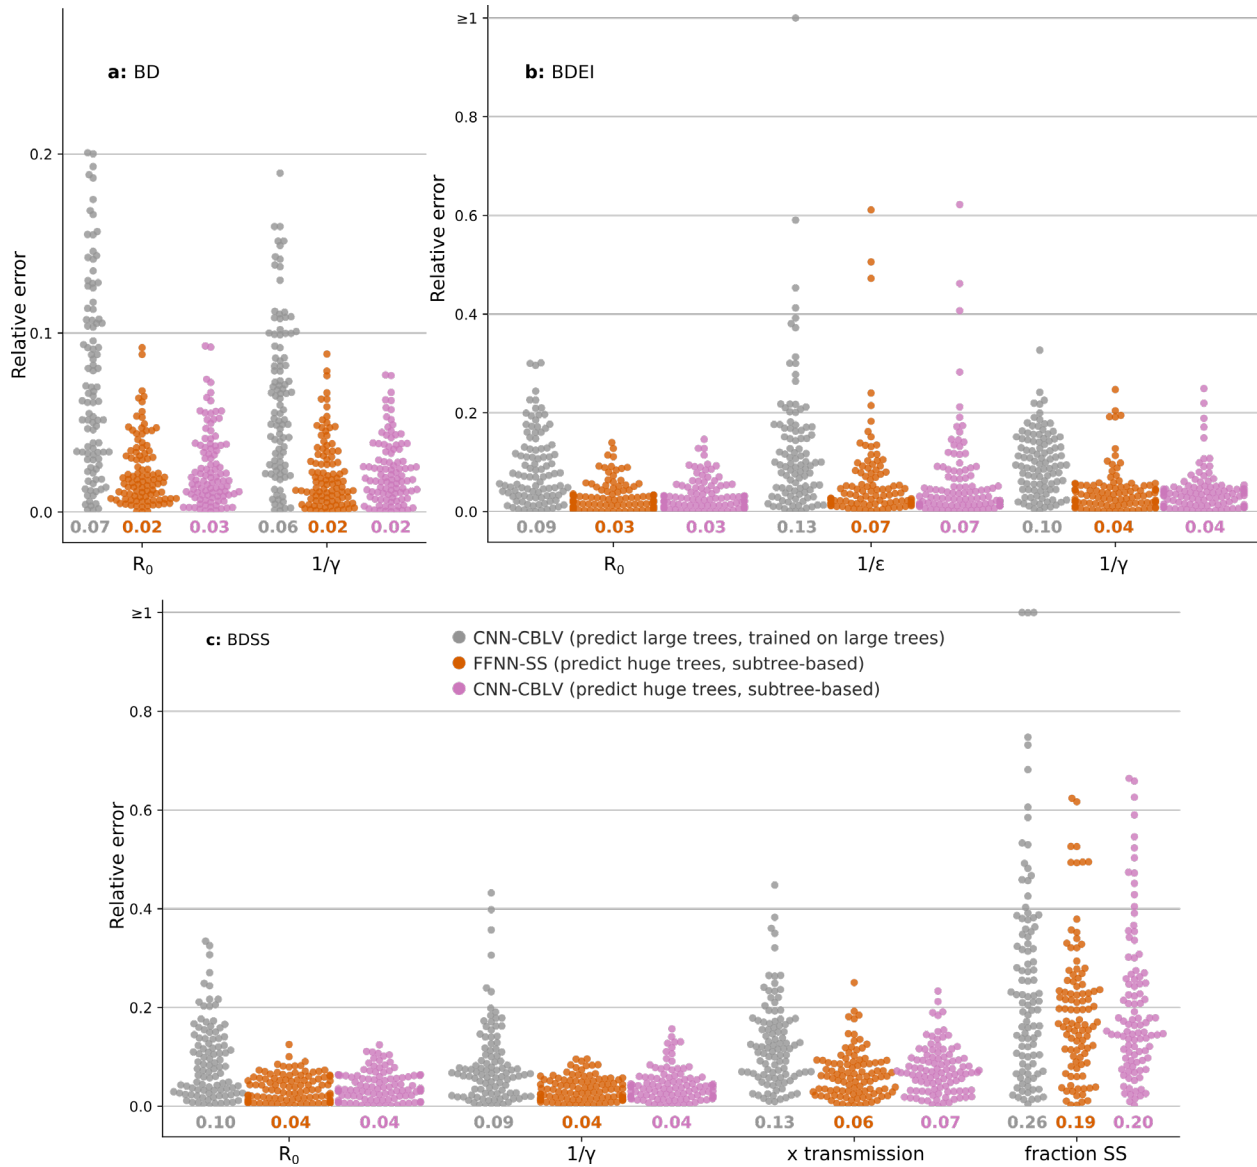 a: BD
Relative error
0.2
0.1
0.0
0.07 0.02 0.03 0.06 0.02 0.02
R₀ 1/γ
b: BDEI
Relative error
≥1
0.8
0.6
0.4
0.2
0.0
0.09 0.03 0.03 0.13 0.07 0.07 0.10 0.04 0.04
R₀ 1/ε 1/γ
c: BDSS
CNN-CBLV (predict large trees, trained on large trees)
FFNN-SS (predict huge trees, subtree-based)
CNN-CBLV (predict huge trees, subtree-based)
Relative error
≥1
0.8
0.6
0.4
0.2
0.0
0.10 0.04 0.04 0.09 0.04 0.04 0.13 0.06 0.07 0.26 0.19 0.20
R₀ 1/γ x transmission fraction SS